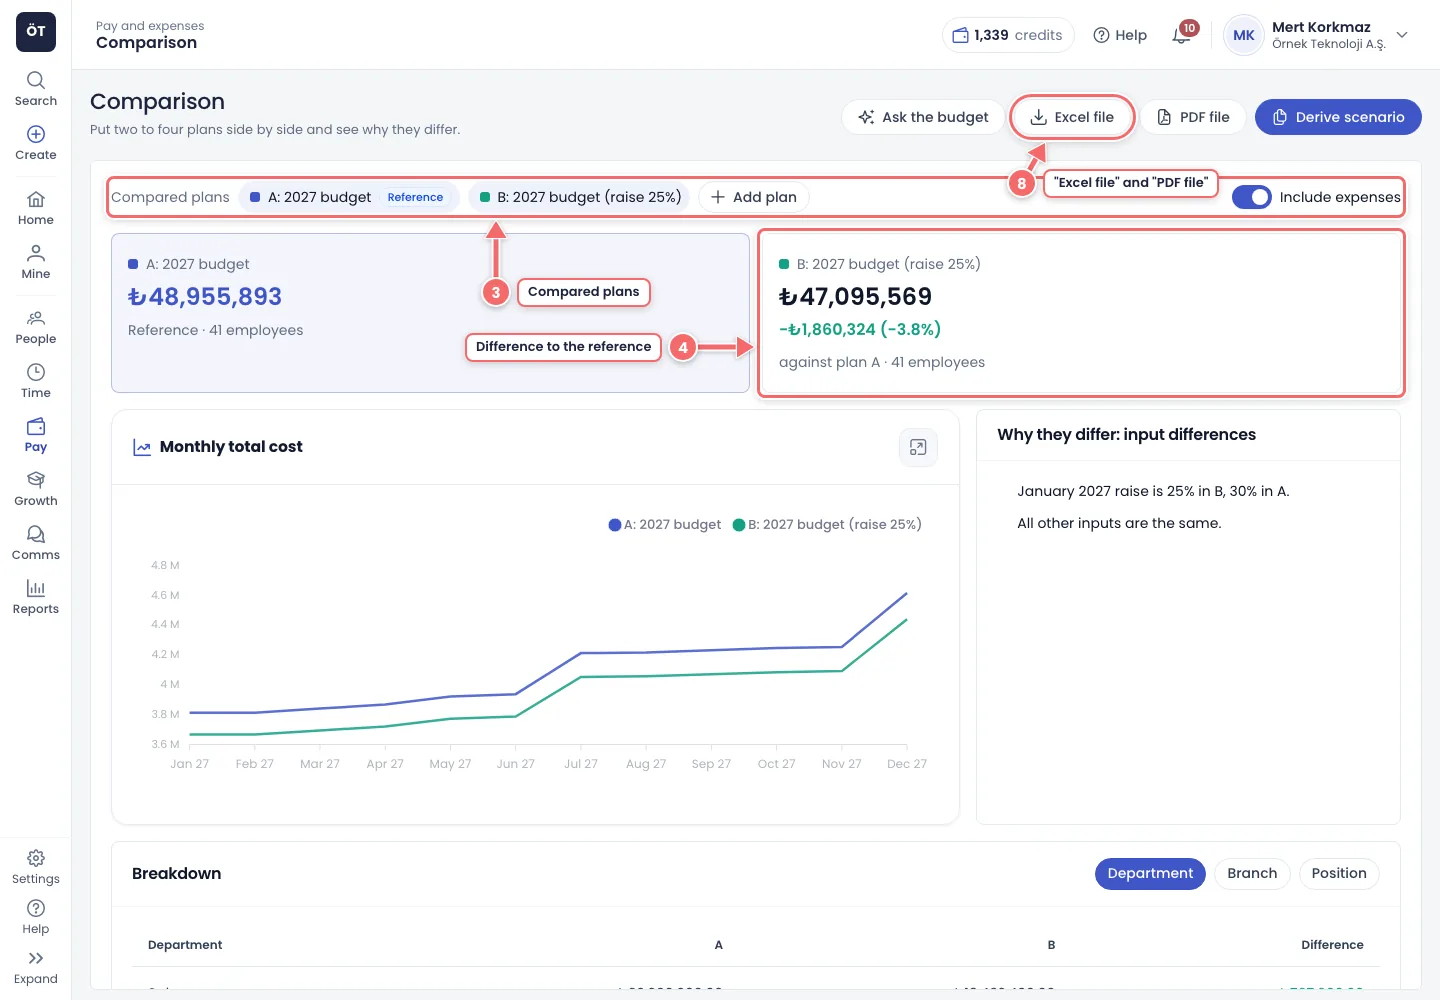 ÖT
Search
Create
Home
Mine
People
Time
Pay
Growth
Comms
Reports
Settings
Help
Expand
Pay and expenses
Comparison
1,339 credits
Help
10
MK
Mert Korkmaz
Örnek Teknoloji A.Ş.
Comparison
Put two to four plans side by side and see why they differ.
Ask the budget
Excel file
PDF file
Derive scenario
8
"Excel file" and "PDF file"
Compared plans
A: 2027 budget
Reference
B: 2027 budget (raise 25%)
Add plan
Include expenses
A: 2027 budget
₺48,955,893
Reference · 41 employees
3
Compared plans
Difference to the reference
4
B: 2027 budget (raise 25%)
₺47,095,569
-₺1,860,324 (-3.8%)
against plan A · 41 employees
Monthly total cost
A: 2027 budget
B: 2027 budget (raise 25%)
4.8 M
4.6 M
4.4 M
4.2 M
4 M
3.8 M
3.6 M
Jan 27
Feb 27
Mar 27
Apr 27
May 27
Jun 27
Jul 27
Aug 27
Sep 27
Oct 27
Nov 27
Dec 27
Why they differ: input differences
January 2027 raise is 25% in B, 30% in A.
All other inputs are the same.
Breakdown
Department
Branch
Position
Department
A
B
Difference